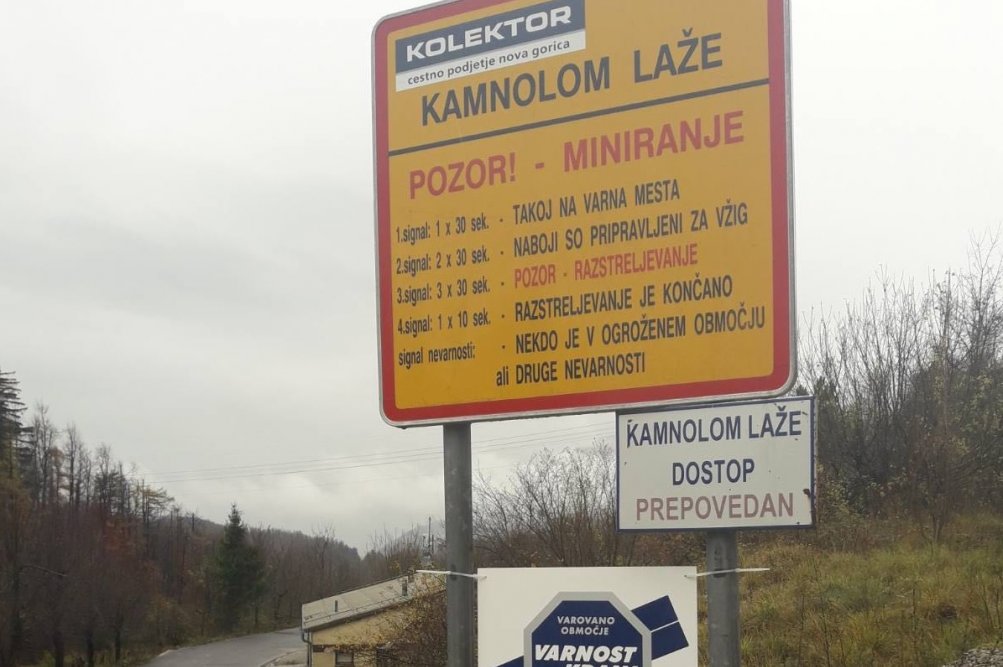 KOLEKTOR
cestno podjetje nova gorica
KAMNOLOM LAŽE
POZOR! - MINIRANJE
1.signal: 1 x 30 sek. - TAKOJ NA VARNA MESTA
2.signal: 2 x 30 sek. - NABOJI SO PRIPRAVLJENI ZA VŽIG
3.signal: 3 x 30 sek. - POZOR - RAZSTRELJEVANJE
4.signal: 1 x 10 sek. - RAZSTRELJEVANJE JE KONČANO
signal nevarnosti: - NEKDO JE V OGROŽENEM OBMOČJU
ali DRUGE NEVARNOSTI
KAMNOLOM LAŽE
DOSTOP
PREPOVEDAN
VAROVANO
OBMOČJE
VARNOST